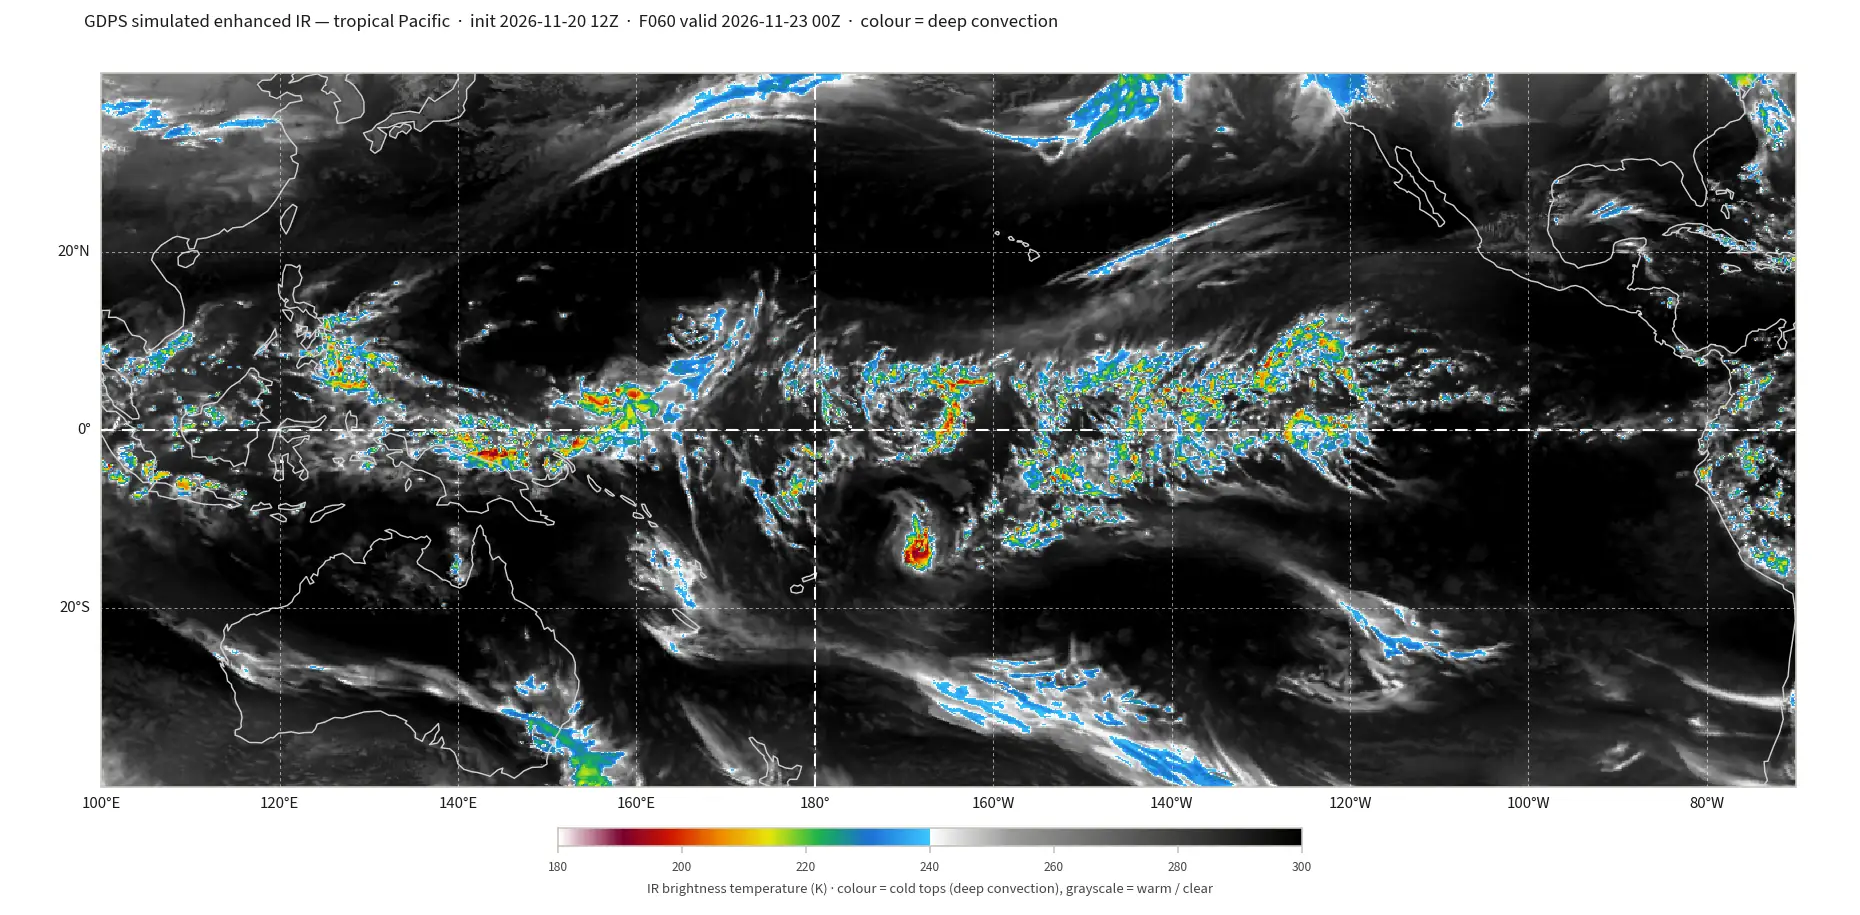 GDPS simulated enhanced IR — tropical Pacific · init 2026-11-20 12Z · F060 valid 2026-11-23 00Z · colour = deep convection
20°N
0°
20°S
100°E 120°E 140°E 160°E 180° 160°W 140°W 120°W 100°W 80°W
180 200 220 240 260 280 300
IR brightness temperature (K) · colour = cold tops (deep convection), grayscale = warm / clear